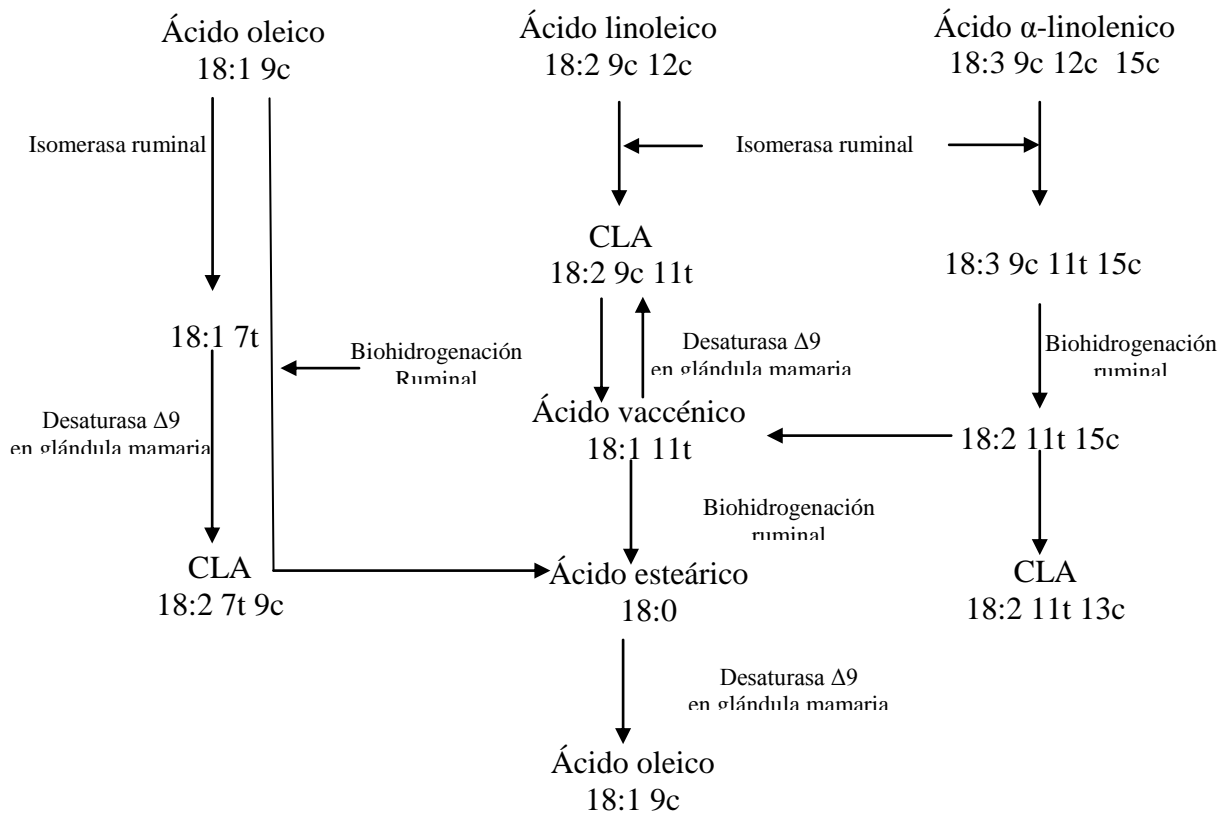 Ácido oleico
18:1 9c
Ácido linoleico
18:2 9c 12c
Ácido α-linolenico
18:3 9c 12c 15c
Isomerasa ruminal
Isomerasa ruminal
CLA
18:2 9c 11t
18:3 9c 11t 15c
18:1 7t
Biohidrogenación
Ruminal
Desaturasa Δ9
en glándula mamaria
Biohidrogenación
ruminal
Desaturasa Δ9
en glándula mamaria
Ácido vaccénico
18:1 11t
18:2 11t 15c
Biohidrogenación
ruminal
CLA
18:2 7t 9c
Ácido esteárico
18:0
CLA
18:2 11t 13c
Desaturasa Δ9
en glándula mamaria
Ácido oleico
18:1 9c